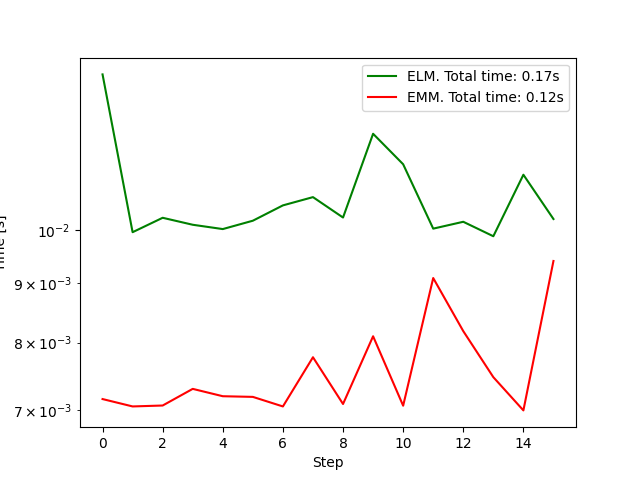 ELM. Total time: 0.17s
EMM. Total time: 0.12s
Time [s]
10⁻²
9 × 10⁻³
8 × 10⁻³
7 × 10⁻³
0 2 4 6 8 10 12 14
Step